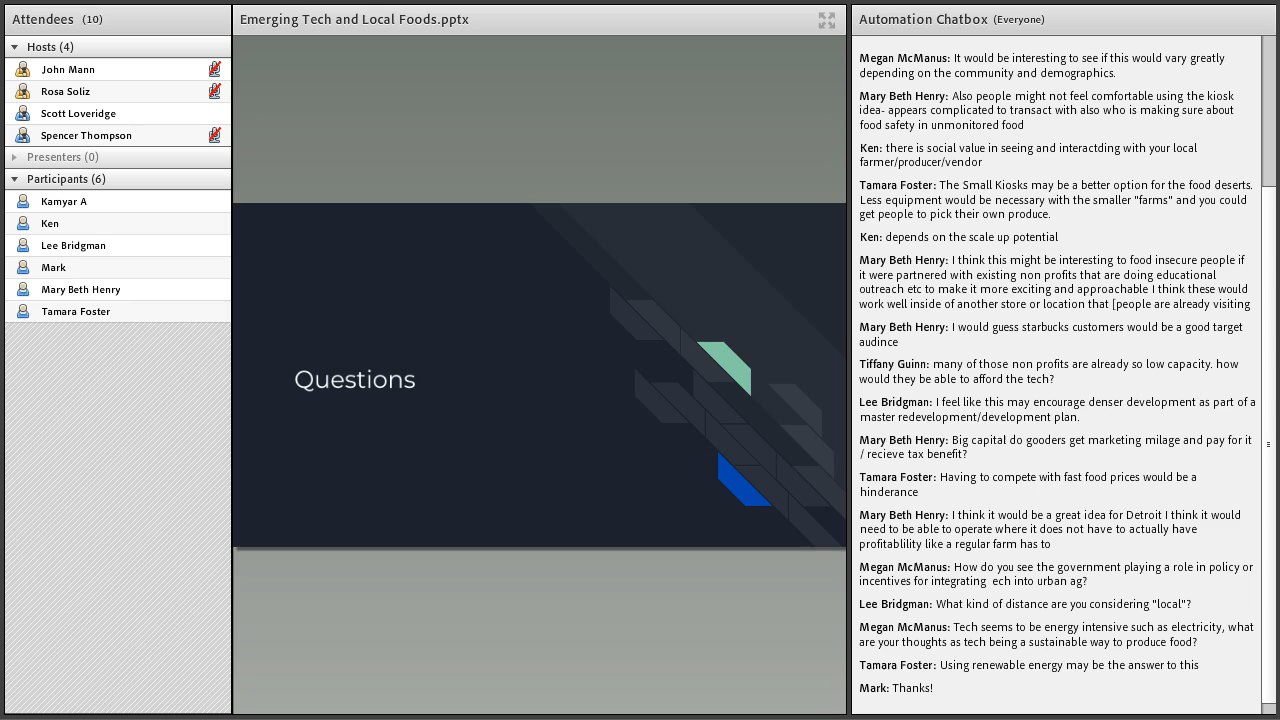 Attendees (10)
Hosts (4)
John Mann
Rosa Soliz
Scott Loveridge
Spencer Thompson
Presenters (0)
Participants (6)
Kamyar A
Ken
Lee Bridgman
Mark
Mary Beth Henry
Tamara Foster
Emerging Tech and Local Foods.pptx
Questions
Automation Chatbox (Everyone)
Megan McManus: It would be interesting to see if this would vary greatly
depending on the community and demographics.
Mary Beth Henry: Also people might not feel comfortable using the kiosk
idea- appears complicated to transact with also who is making sure about
food safety in unmonitored food
Ken: there is social value in seeing and interactding with your local
farmer/producer/vendor
Tamara Foster: The Small Kiosks may be a better option for the food deserts.
Less equipment would be necessary with the smaller "farms" and you could
get people to pick their own produce.
Ken: depends on the scale up potential
Mary Beth Henry: I think this might be interesting to food insecure people if
it were partnered with existing non profits that are doing educational
outreach etc to make it more exciting and approachable I think these would
work well inside of another store or location that [people are already visiting
Mary Beth Henry: I would guess starbucks customers would be a good target
audince
Tiffany Guinn: many of those non profits are already so low capacity. how
would they be able to afford the tech?
Lee Bridgman: I feel like this may encourage denser development as part of a
master redevelopment/development plan.
Mary Beth Henry: Big capital do gooders get marketing milage and pay for it
/ recieve tax benefit?
Tamara Foster: Having to compete with fast food prices would be a
hinderance
Mary Beth Henry: I think it would be a great idea for Detroit I think it would
need to be able to operate where it does not have to actually have
profitablility like a regular farm has to
Megan McManus: How do you see the government playing a role in policy or
incentives for integrating ech into urban ag?
Lee Bridgman: What kind of distance are you considering "local"?
Megan McManus: Tech seems to be energy intensive such as electricity, what
are your thoughts as tech being a sustainable way to produce food?
Tamara Foster: Using renewable energy may be the answer to this
Mark: Thanks!